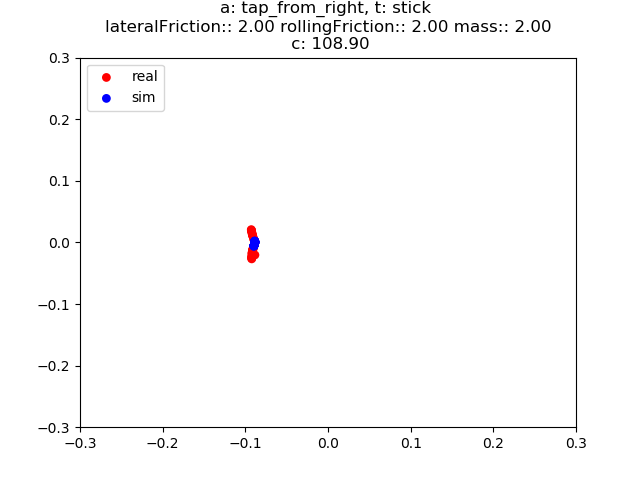 a: tap_from_right, t: stick
lateralFriction:: 2.00 rollingFriction:: 2.00 mass:: 2.00
c: 108.90
real
sim
0.3
0.2
0.1
0.0
−0.1
−0.2
−0.3
−0.3 −0.2 −0.1 0.0 0.1 0.2 0.3